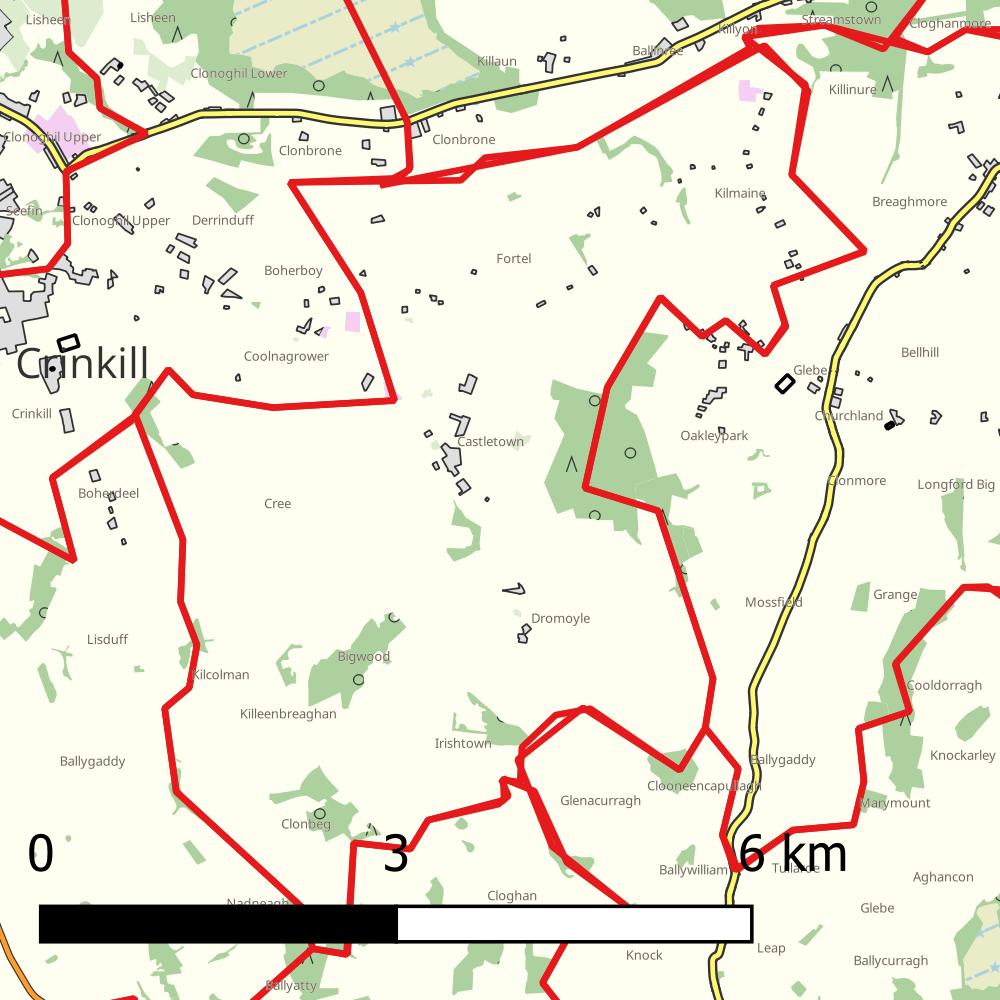 Lisheen
Lisheen
Streamstown
Cloghanmore
Killyon
Ballinree
Killaun
Clonoghil Lower
Killinure
Clonoghil Upper
Clonbrone
Clonbrone
Kilmaine
Breaghmore
Seefin
Clonoghil Upper
Derrinduff
Fortel
Boherboy
Coolnagrower
Bellhill
Crinkill
Glebe
Crinkill
Churchland
Castletown
Oakleypark
Clonmore
Longford Big
Boherdeel
Cree
Mossfield
Grange
Dromoyle
Lisduff
Bigwood
Kilcolman
Cooldorragh
Killeenbreaghan
Irishtown
Knockarley
Ballygaddy
Ballygaddy
Clooneencapullagh
Glenacurragh
Marymount
Clonbeg
0 3 6 km
Ballywilliam
Tullaroe
Aghancon
Cloghan
Nadneagh
Glebe
Knock
Leap
Ballycurragh
Ballyatty